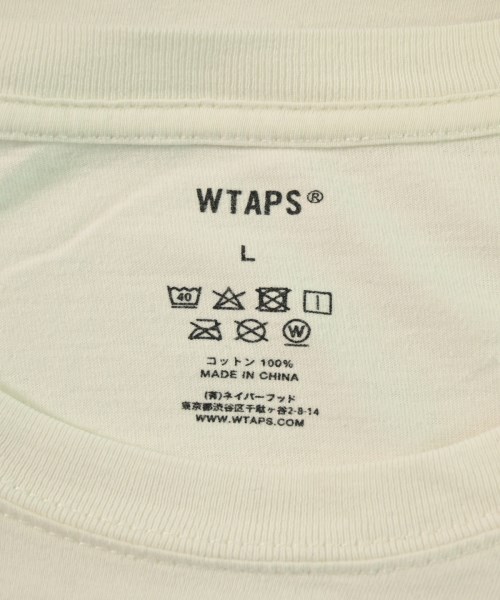 WTAPS®
L
40
W
コットン 100%
MADE IN CHINA
(有)ネイバーフッド
東京都渋谷区千駄ヶ谷2-8-14
WWW.WTAPS.COM